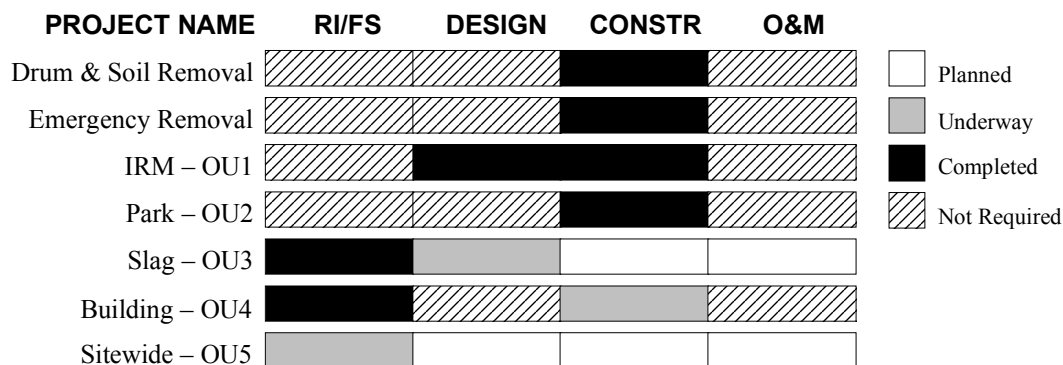 PROJECT NAME RI/FS DESIGN CONSTR O&M
Drum & Soil Removal
Emergency Removal
IRM – OU1
Park – OU2
Slag – OU3
Building – OU4
Sitewide – OU5
Planned
Underway
Completed
Not Required